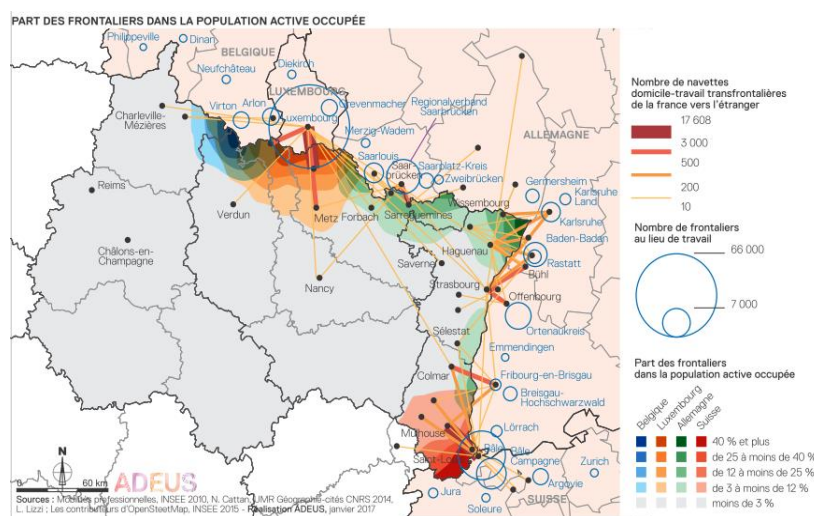 PART DES FRONTALIERS DANS LA POPULATION ACTIVE OCCUPÉE
Philippeville
Dinan
BELGIQUE
Neufchâteau
Diekirch
LUXEMBOURG
Virton
Arlon
Grevenmacher
Luxembourg
Regionalverband
Saarbrücken
Charleville-
Mézières
Merzig-Wadem
ALLEMAGNE
Saarlouis
Saar-
brücken
Saarplatz-Kreis
Zweibrücken
Reims
Verdun
Metz
Forbach
Sarreguemines
Wissembourg
Germersheim
Karlsruhe
Land
Karlsruhe
Châlons-en-
Champagne
Haguenau
Baden-Baden
Rastatt
Bühl
Saverne
Nancy
Strasbourg
Offenbourg
Ortenaukreis
Sélestat
Emmendingen
Colmar
Fribourg-en-Brisgau
Breisgau-
Hochschwarzwald
Mulhouse
Lörrach
Saint-Louis
Bâle
Bâle
Campagne
Argovie
Zurich
Jura
Soleure
SUISSE
N
0
60 km
ADEUS
Sources : Mobilités professionnelles, INSEE 2010, N. Cattan, UMR Géographe-cités CNRS 2014,
L. Lizzi ; Les contributeurs d'OpenSteetMap, INSEE 2015 - Réalisation ADEUS, janvier 2017
Nombre de navettes
domicile-travail transfrontalières
de la france vers l'étranger
17 608
3 000
500
200
10
Nombre de frontaliers
au lieu de travail
66 000
7 000
Part des frontaliers
dans la population active occupée
Belgique
Luxembourg
Allemagne
Suisse
40 % et plus
de 25 à moins de 40 %
de 12 à moins de 25 %
de 3 à moins de 12 %
moins de 3 %